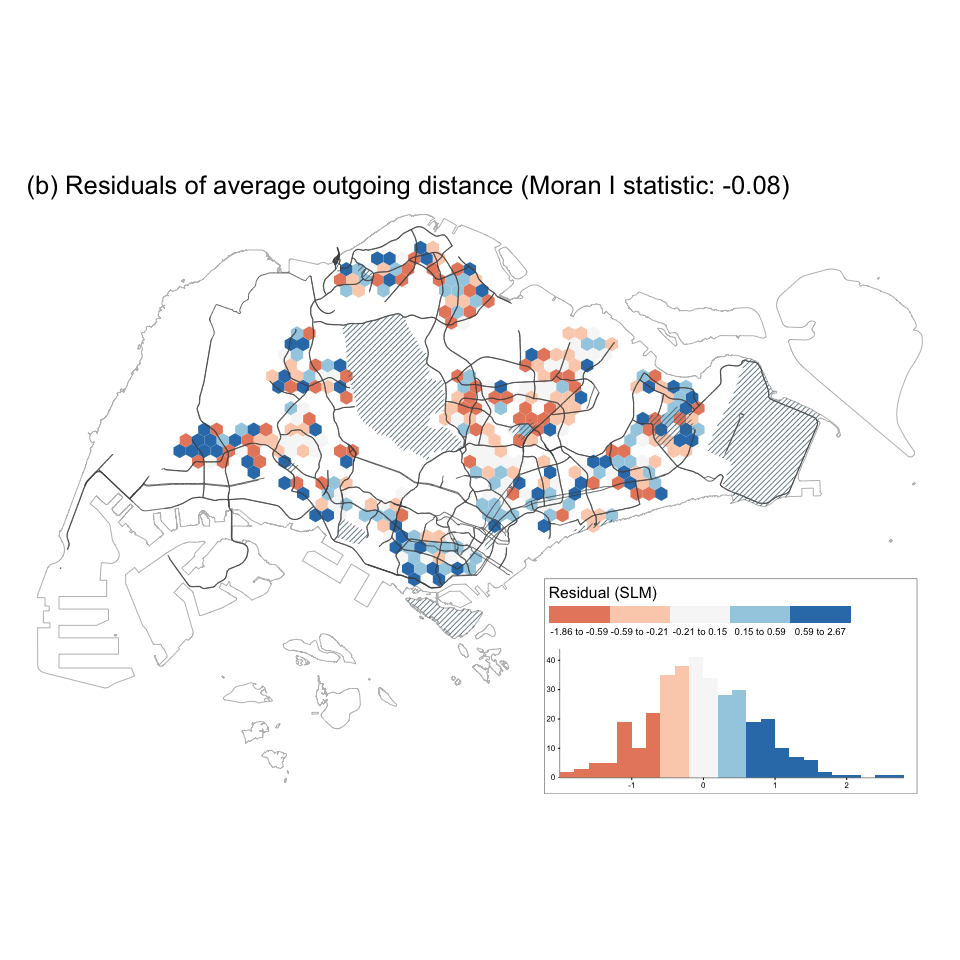 (b) Residuals of average outgoing distance (Moran I statistic: -0.08)
Residual (SLM)
-1.86 to -0.59 -0.59 to -0.21 -0.21 to 0.15 0.15 to 0.59 0.59 to 2.67
40
30
20
10
0
-1 0 1 2